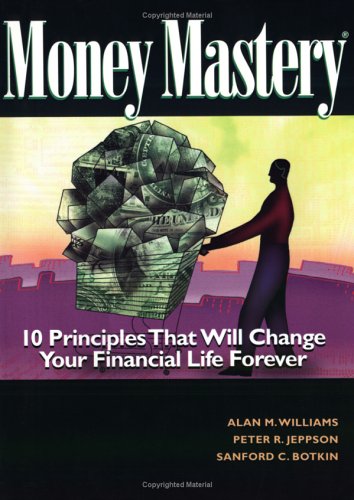 Copyrighted Material
Money Mastery®
10 Principles That Will Change
Your Financial Life Forever
ALAN M. WILLIAMS
PETER R. JEPPSON
SANFORD C. BOTKIN
Copyrighted Material